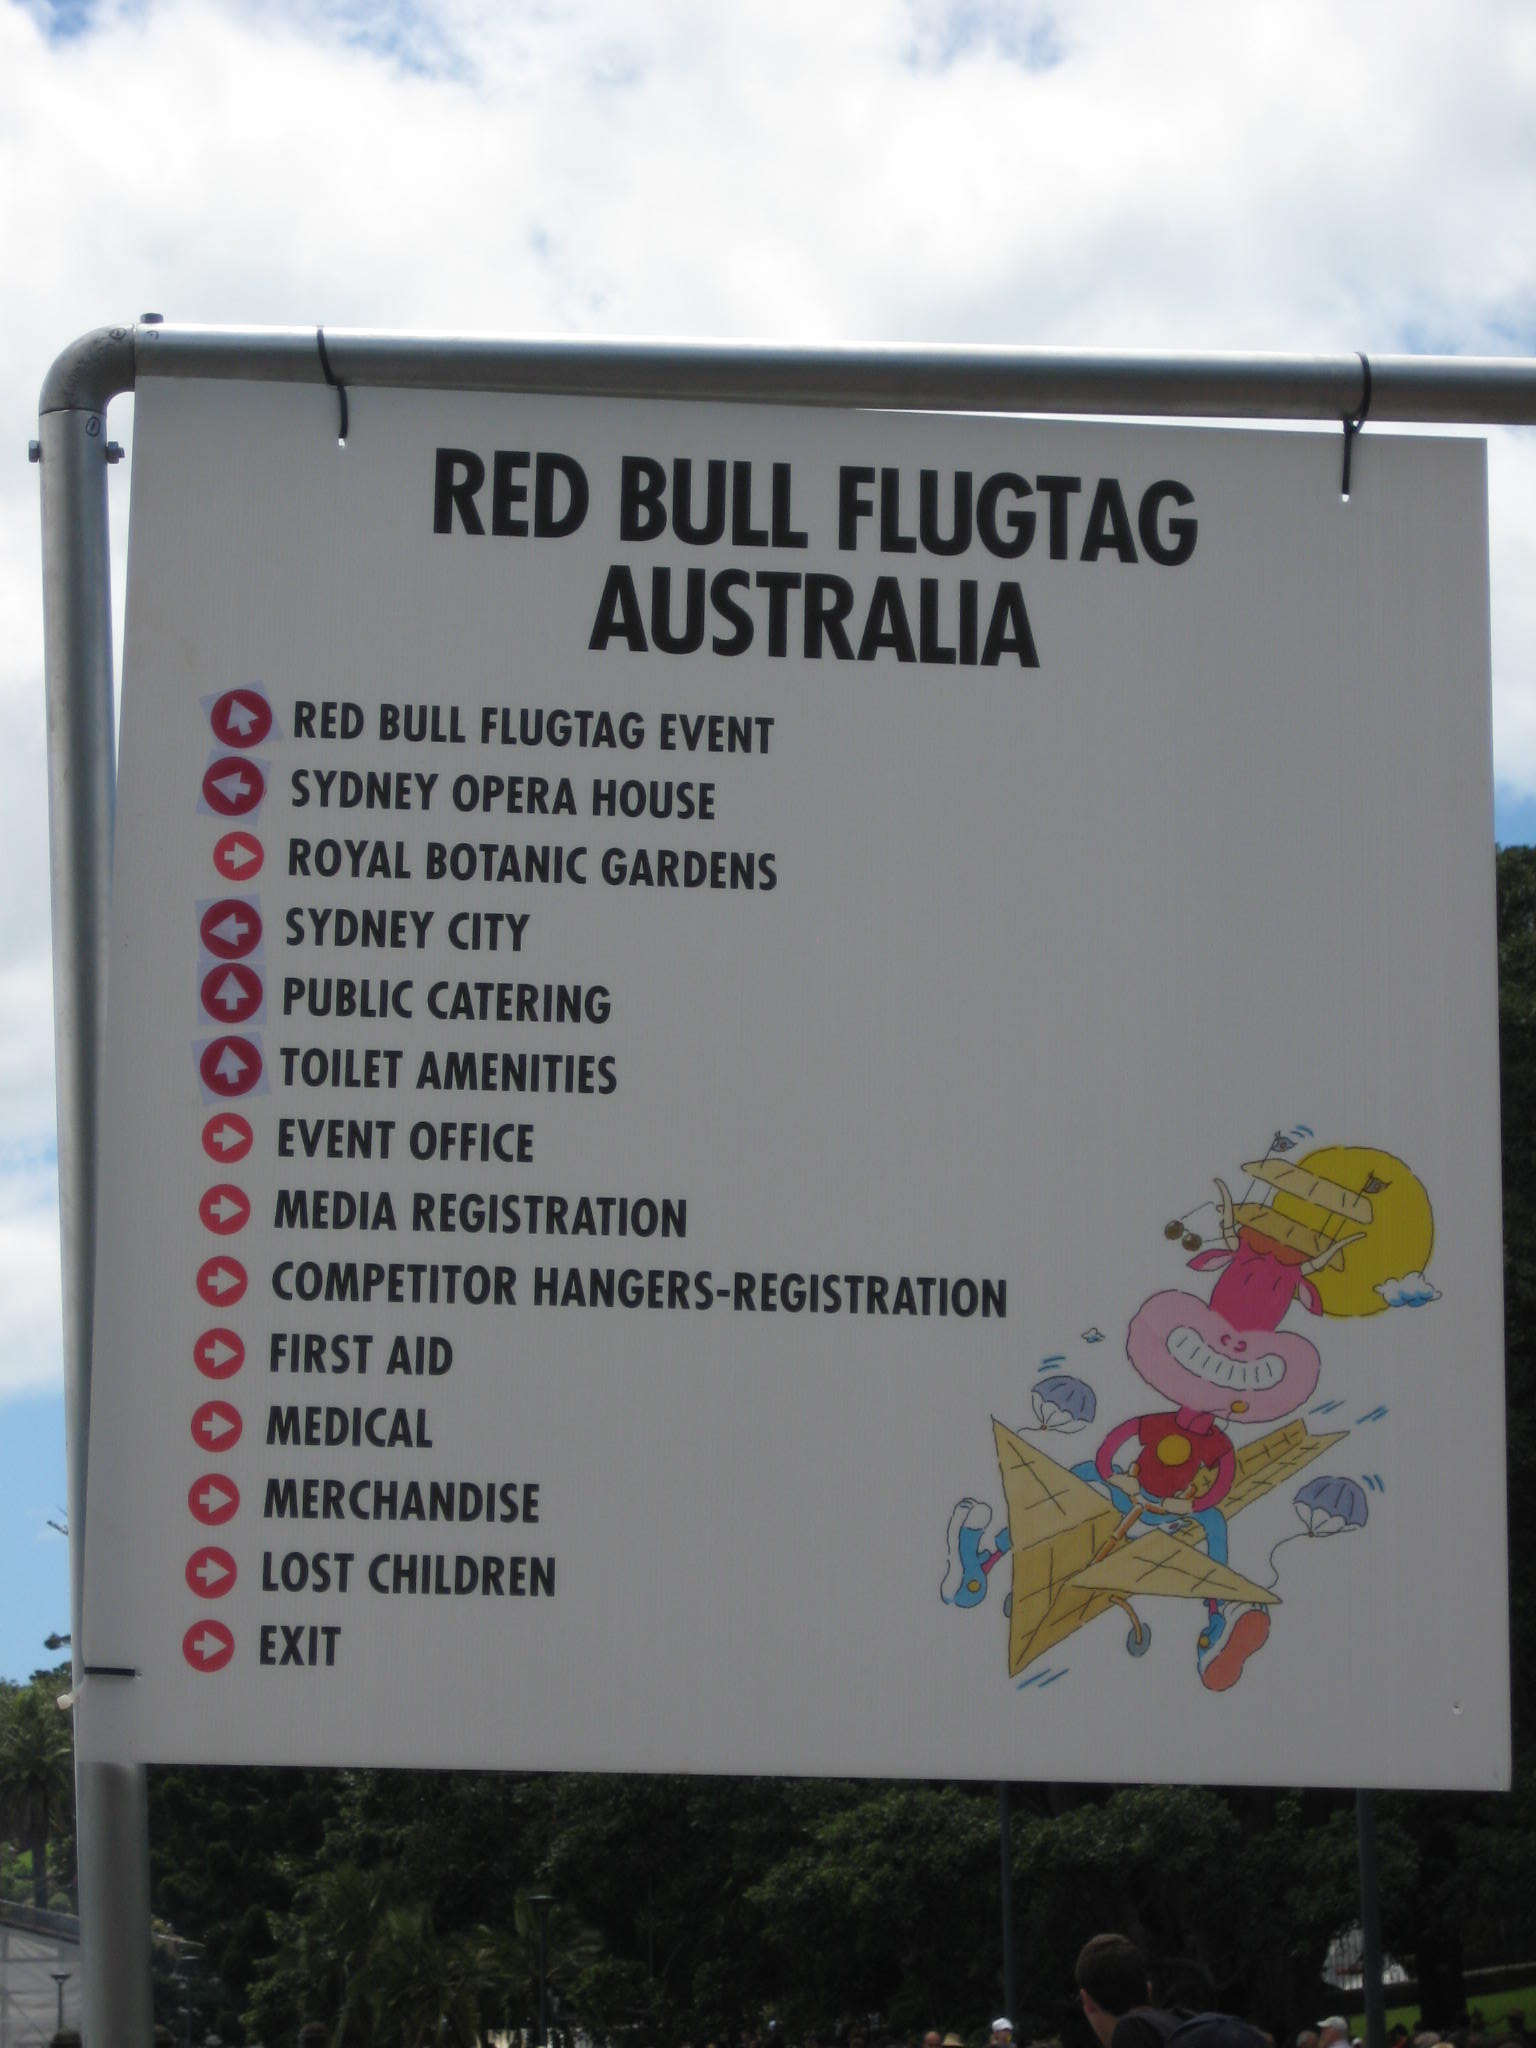 RED BULL FLUGTAG
AUSTRALIA
RED BULL FLUGTAG EVENT
SYDNEY OPERA HOUSE
ROYAL BOTANIC GARDENS
SYDNEY CITY
PUBLIC CATERING
TOILET AMENITIES
EVENT OFFICE
MEDIA REGISTRATION
COMPETITOR HANGERS-REGISTRATION
FIRST AID
MEDICAL
MERCHANDISE
LOST CHILDREN
EXIT